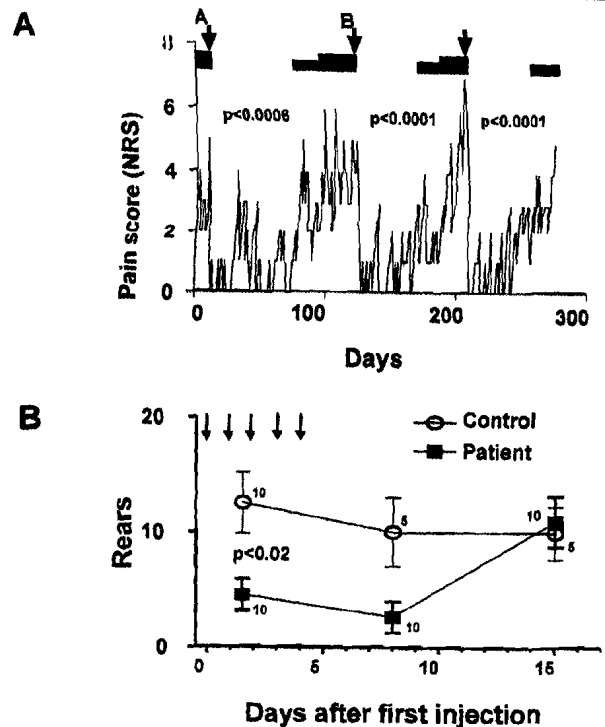 A
A B
8
6
4
2
0
p<0.0006 p<0.0001 p<0.0001
Pain score (NRS)
0 100 200 300
Days
B
20
10
0
Control
Patient
10
5
10
5
p<0.02
10
10
Rears
0 5 10 15
Days after first injection